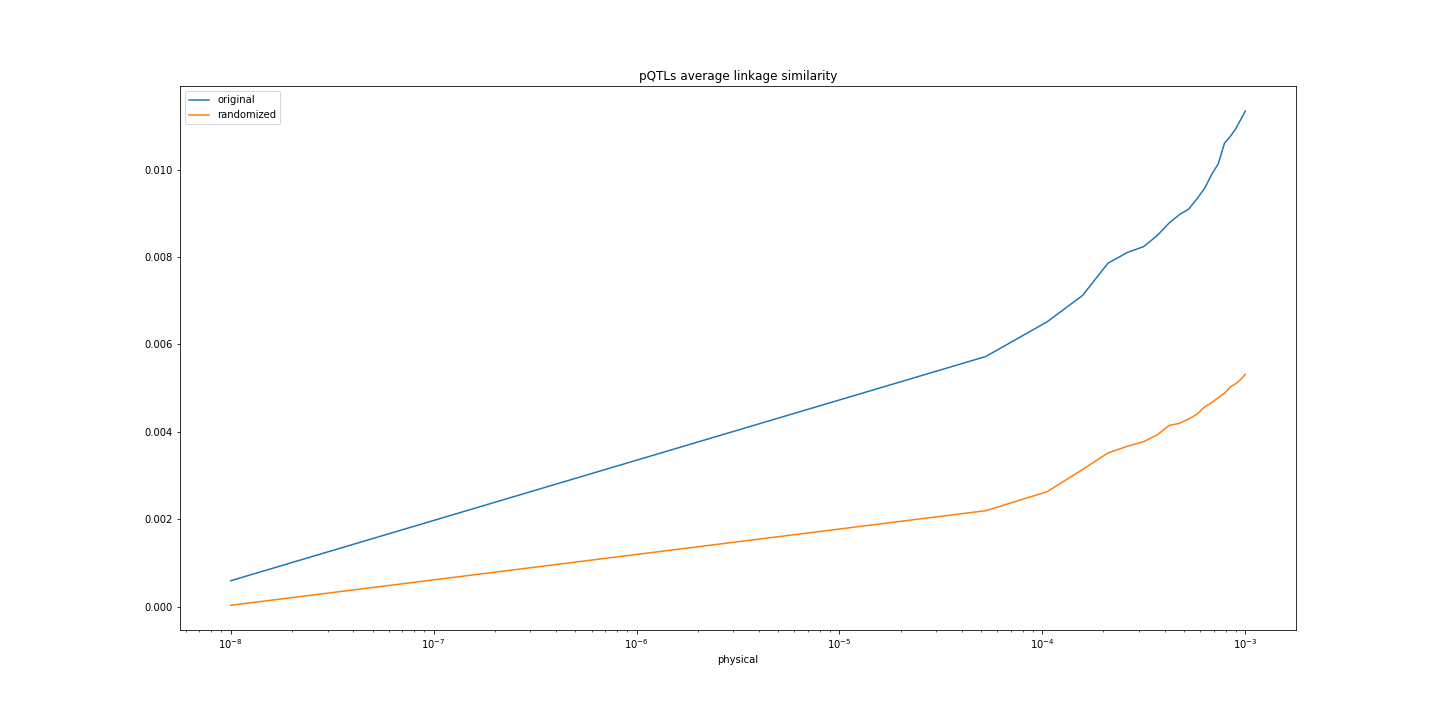 pQTLs average linkage similarity
original
randomized
0.010
0.008
0.006
0.004
0.002
0.000
10⁻⁸ 10⁻⁷ 10⁻⁶ 10⁻⁵ 10⁻⁴ 10⁻³
physical